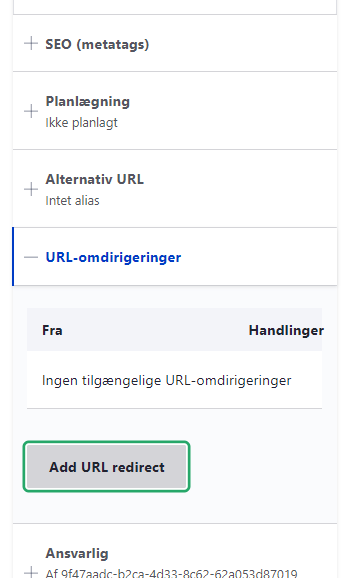 SEO (metatags)
Planlægning
Ikke planlagt
Alternativ URL
Intet alias
URL-omdirigeringer
Fra Handlinger
Ingen tilgængelige URL-omdirigeringer
Add URL redirect
Ansvarlig
Af 9f47aadc-b2ca-4d33-8c62-62a053d87019